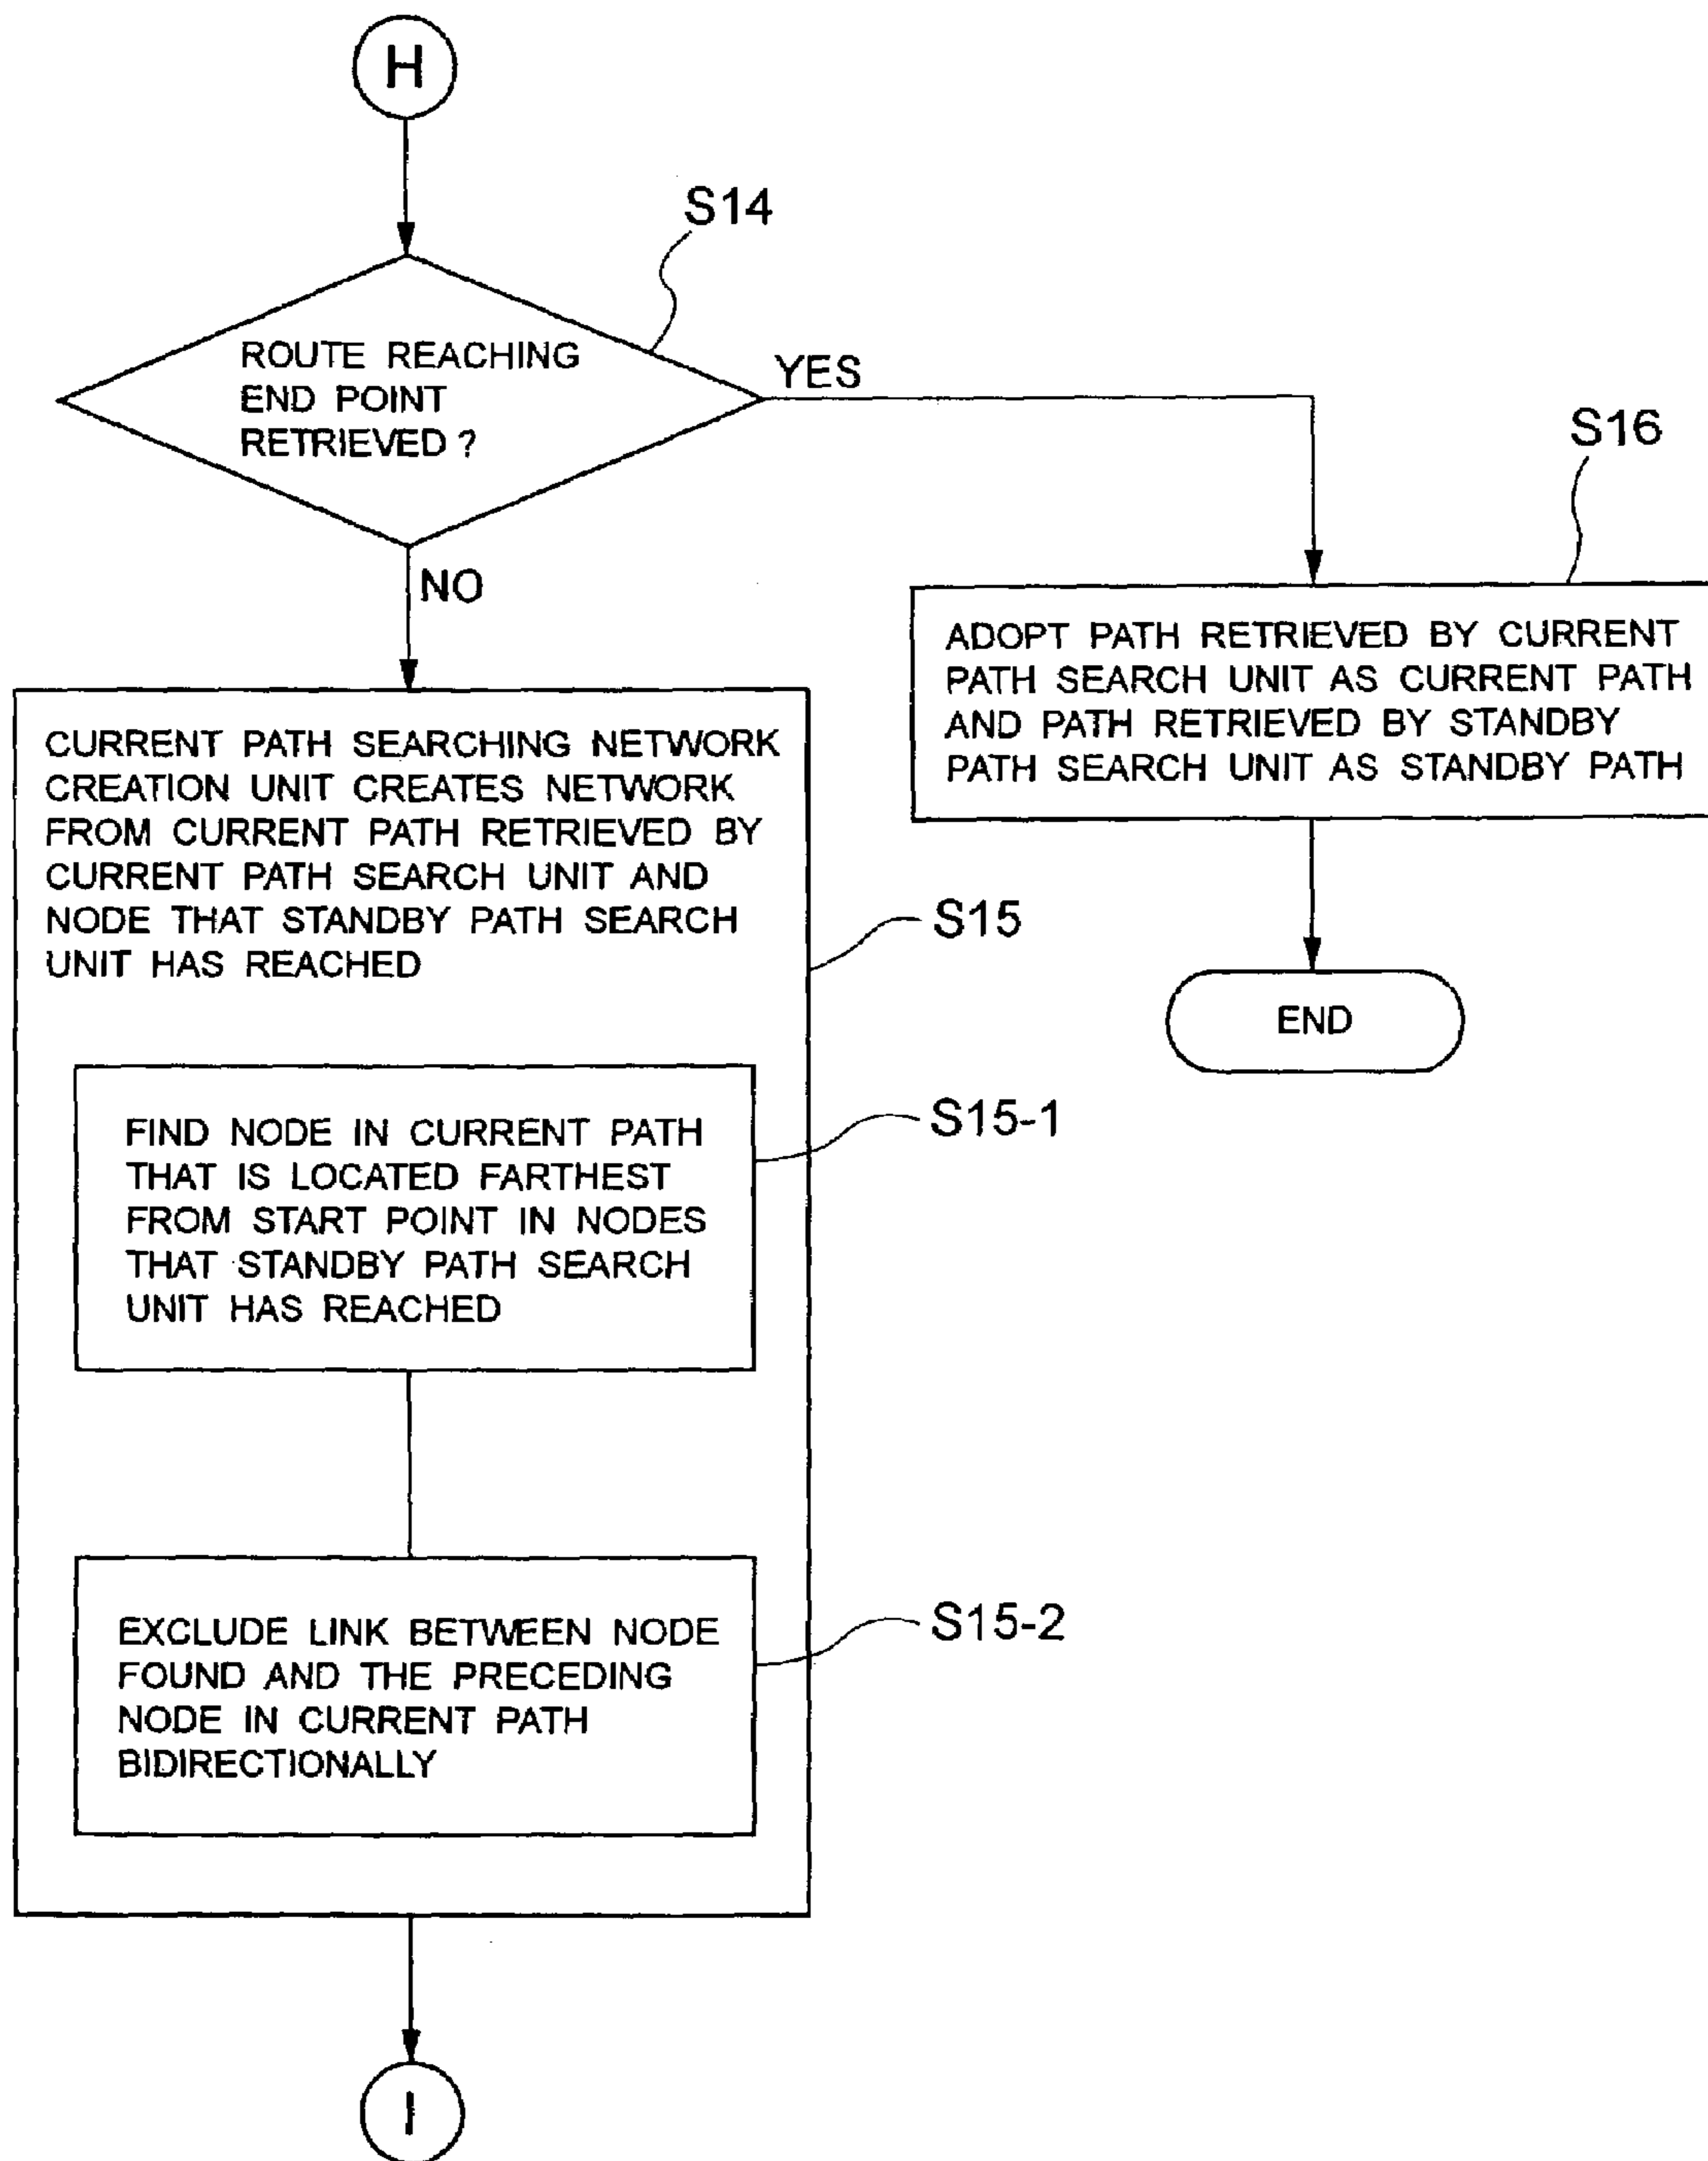 H
S14
ROUTE REACHING
END POINT
RETRIEVED ?
YES
NO
S16
ADOPT PATH RETRIEVED BY CURRENT
PATH SEARCH UNIT AS CURRENT PATH
AND PATH RETRIEVED BY STANDBY
PATH SEARCH UNIT AS STANDBY PATH
END
CURRENT PATH SEARCHING NETWORK
CREATION UNIT CREATES NETWORK
FROM CURRENT PATH RETRIEVED BY
CURRENT PATH SEARCH UNIT AND
NODE THAT STANDBY PATH SEARCH
UNIT HAS REACHED
S15
FIND NODE IN CURRENT PATH
THAT IS LOCATED FARTHEST
FROM START POINT IN NODES
THAT STANDBY PATH SEARCH
UNIT HAS REACHED
S15-1
EXCLUDE LINK BETWEEN NODE
FOUND AND THE PRECEDING
NODE IN CURRENT PATH
BIDIRECTIONALLY
S15-2
I